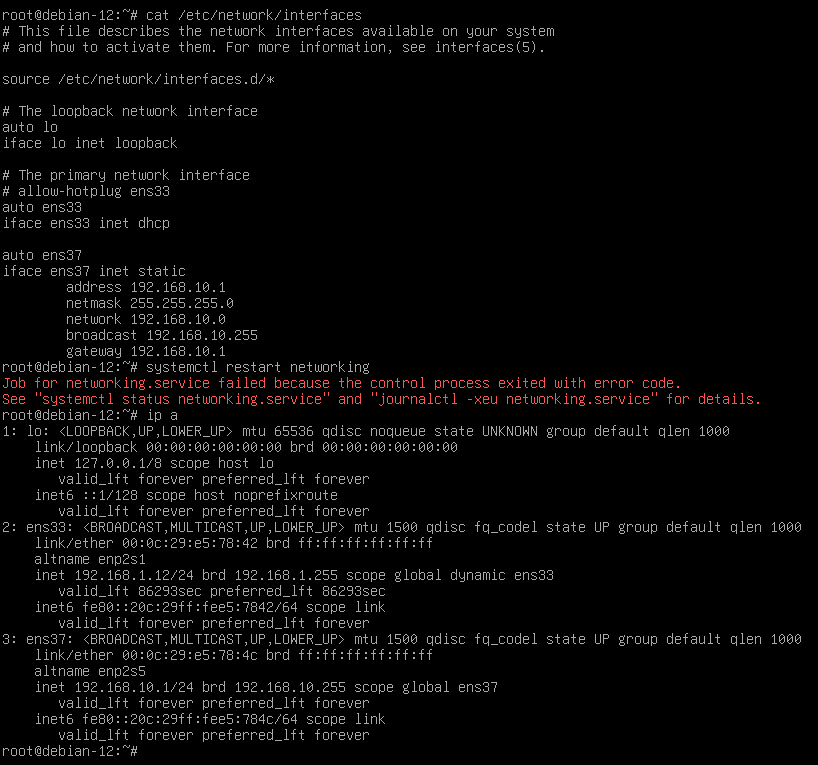 root@debian-12:~# cat /etc/network/interfaces
# This file describes the network interfaces available on your system
# and how to activate them. For more information, see interfaces(5).

source /etc/network/interfaces.d/*

# The loopback network interface
auto lo
iface lo inet loopback

# The primary network interface
# allow-hotplug ens33
auto ens33
iface ens33 inet dhcp

auto ens37
iface ens37 inet static
        address 192.168.10.1
        netmask 255.255.255.0
        network 192.168.10.0
        broadcast 192.168.10.255
        gateway 192.168.10.1
root@debian-12:~# systemctl restart networking
Job for networking.service failed because the control process exited with error code.
See "systemctl status networking.service" and "journalctl -xeu networking.service" for details.
root@debian-12:~# ip a
1: lo: <LOOPBACK,UP,LOWER_UP> mtu 65536 qdisc noqueue state UNKNOWN group default qlen 1000
    link/loopback 00:00:00:00:00:00 brd 00:00:00:00:00:00
    inet 127.0.0.1/8 scope host lo
       valid_lft forever preferred_lft forever
    inet6 ::1/128 scope host noprefixroute
       valid_lft forever preferred_lft forever
2: ens33: <BROADCAST,MULTICAST,UP,LOWER_UP> mtu 1500 qdisc fq_codel state UP group default qlen 1000
    link/ether 00:0c:29:e5:78:42 brd ff:ff:ff:ff:ff:ff
    altname enp2s1
    inet 192.168.1.12/24 brd 192.168.1.255 scope global dynamic ens33
       valid_lft 86293sec preferred_lft 86293sec
    inet6 fe80::20c:29ff:fee5:7842/64 scope link
       valid_lft forever preferred_lft forever
3: ens37: <BROADCAST,MULTICAST,UP,LOWER_UP> mtu 1500 qdisc fq_codel state UP group default qlen 1000
    link/ether 00:0c:29:e5:78:4c brd ff:ff:ff:ff:ff:ff
    altname enp2s5
    inet 192.168.10.1/24 brd 192.168.10.255 scope global ens37
       valid_lft forever preferred_lft forever
    inet6 fe80::20c:29ff:fee5:784c/64 scope link
       valid_lft forever preferred_lft forever
root@debian-12:~#